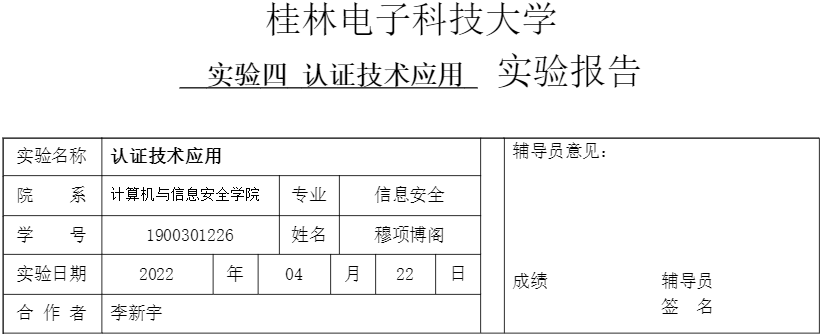 桂林电子科技大学
实验四 认证技术应用 实验报告
实验名称 认证技术应用
院 系 计算机与信息安全学院 专业 信息安全
学 号 1900301226 姓名 穆项博阁
实验日期 2022 年 04 月 22 日
合 作 者 李新宇
辅导员意见：
成绩 辅导员
签 名